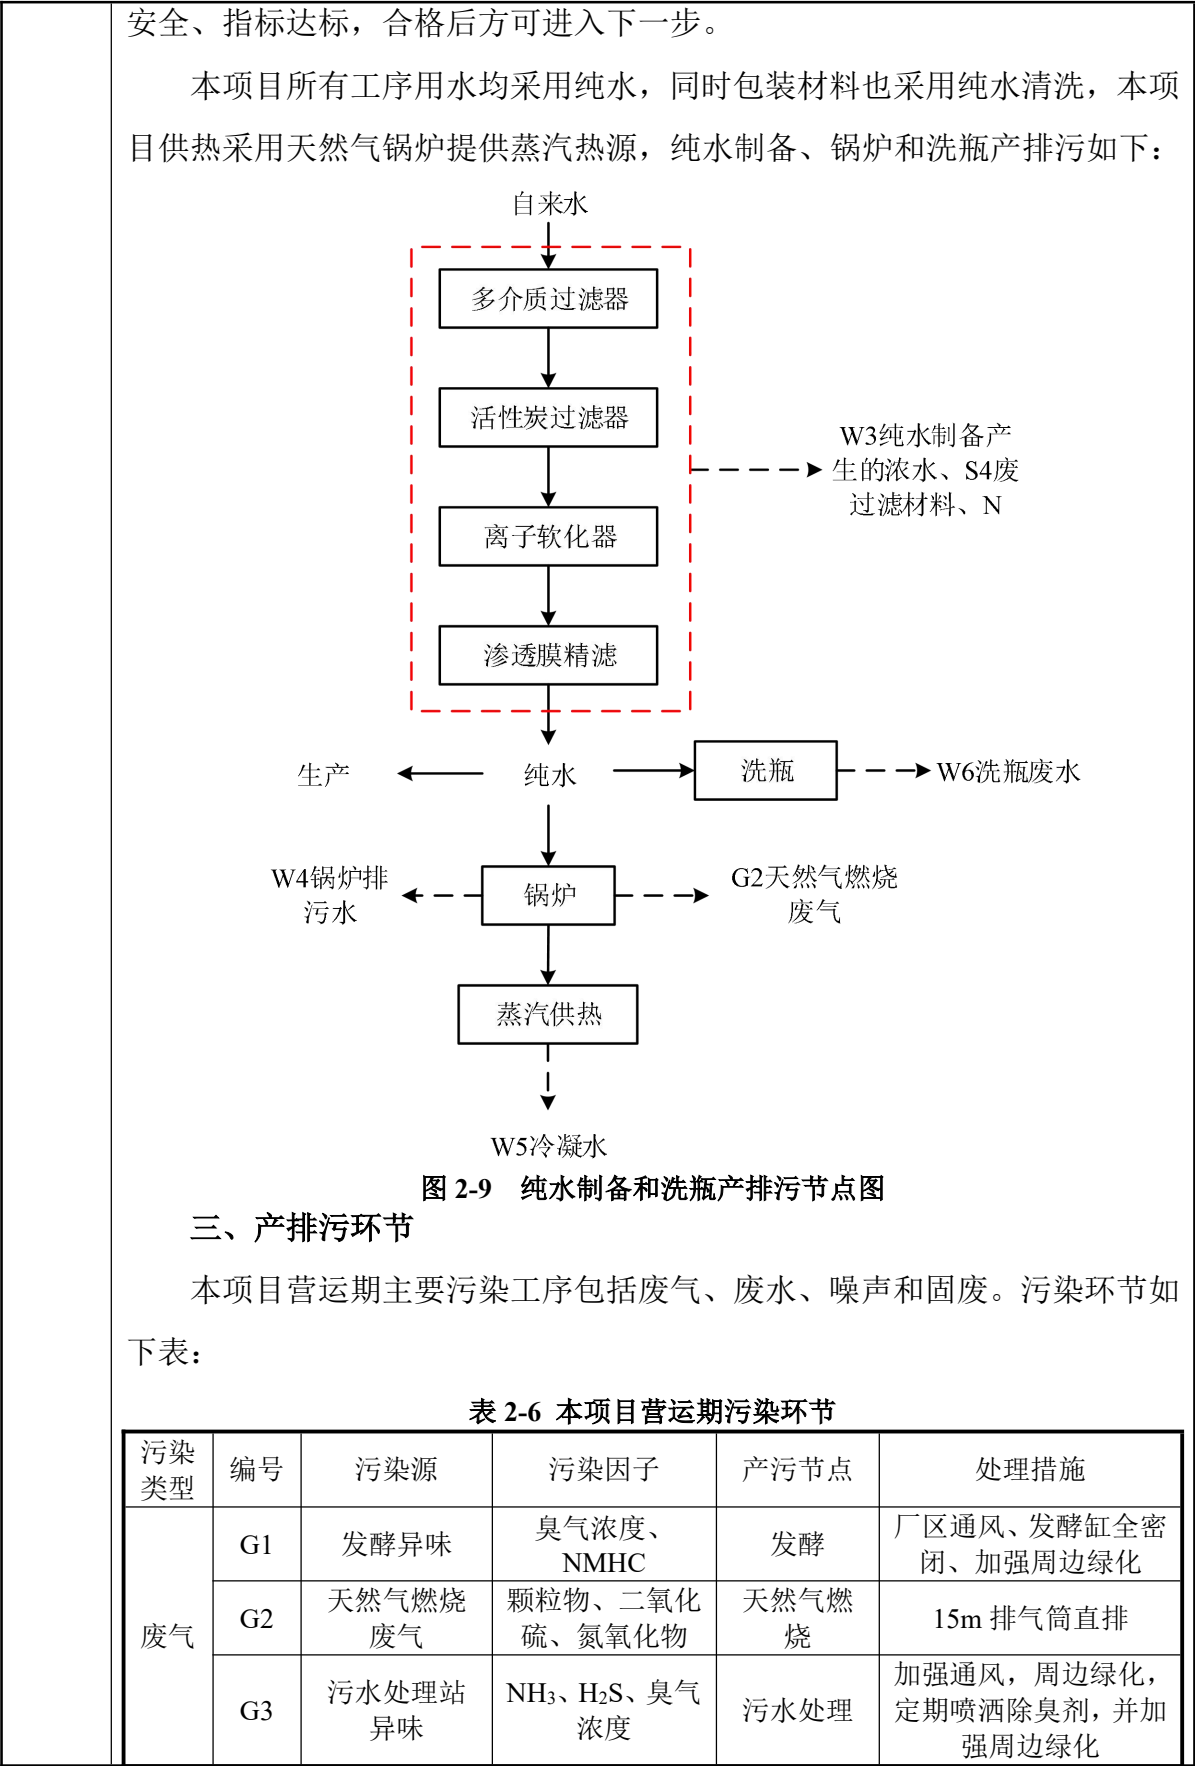 安全、指标达标，合格后方可进入下一步。
本项目所有工序用水均采用纯水，同时包装材料也采用纯水清洗，本项
目供热采用天然气锅炉提供蒸汽热源，纯水制备、锅炉和洗瓶产排污如下：
自来水
多介质过滤器
活性炭过滤器
W3纯水制备产
生的浓水、S4废
过滤材料、N
离子软化器
渗透膜精滤
生产
纯水
洗瓶
W6洗瓶废水
W4锅炉排
污水
锅炉
G2天然气燃烧
废气
蒸汽供热
W5冷凝水
图 2-9 纯水制备和洗瓶产排污节点图
三、产排污环节
本项目营运期主要污染工序包括废气、废水、噪声和固废。污染环节如
下表：
表 2-6 本项目营运期污染环节
污染
类型
编号
污染源
污染因子
产污节点
处理措施
废气
G1
发酵异味
臭气浓度、
NMHC
发酵
厂区通风、发酵缸全密
闭、加强周边绿化
G2
天然气燃烧
废气
颗粒物、二氧化
硫、氮氧化物
天然气燃
烧
15m 排气筒直排
G3
污水处理站
异味
NH₃、H₂S、臭气
浓度
污水处理
加强通风，周边绿化，
定期喷洒除臭剂，并加
强周边绿化